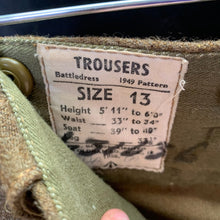 TROUSERS
Battledress 1949 Pattern
SIZE 13
Height 5' 11" to 6'0"
Waist 33" to 34"
Seat 39" to 40"